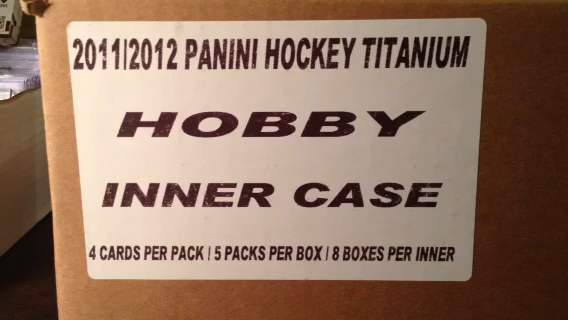 2011|2012 PANINI HOCKEY TITANIUM
HOBBY
INNER CASE
4 CARDS PER PACK | 5 PACKS PER BOX | 8 BOXES PER INNER